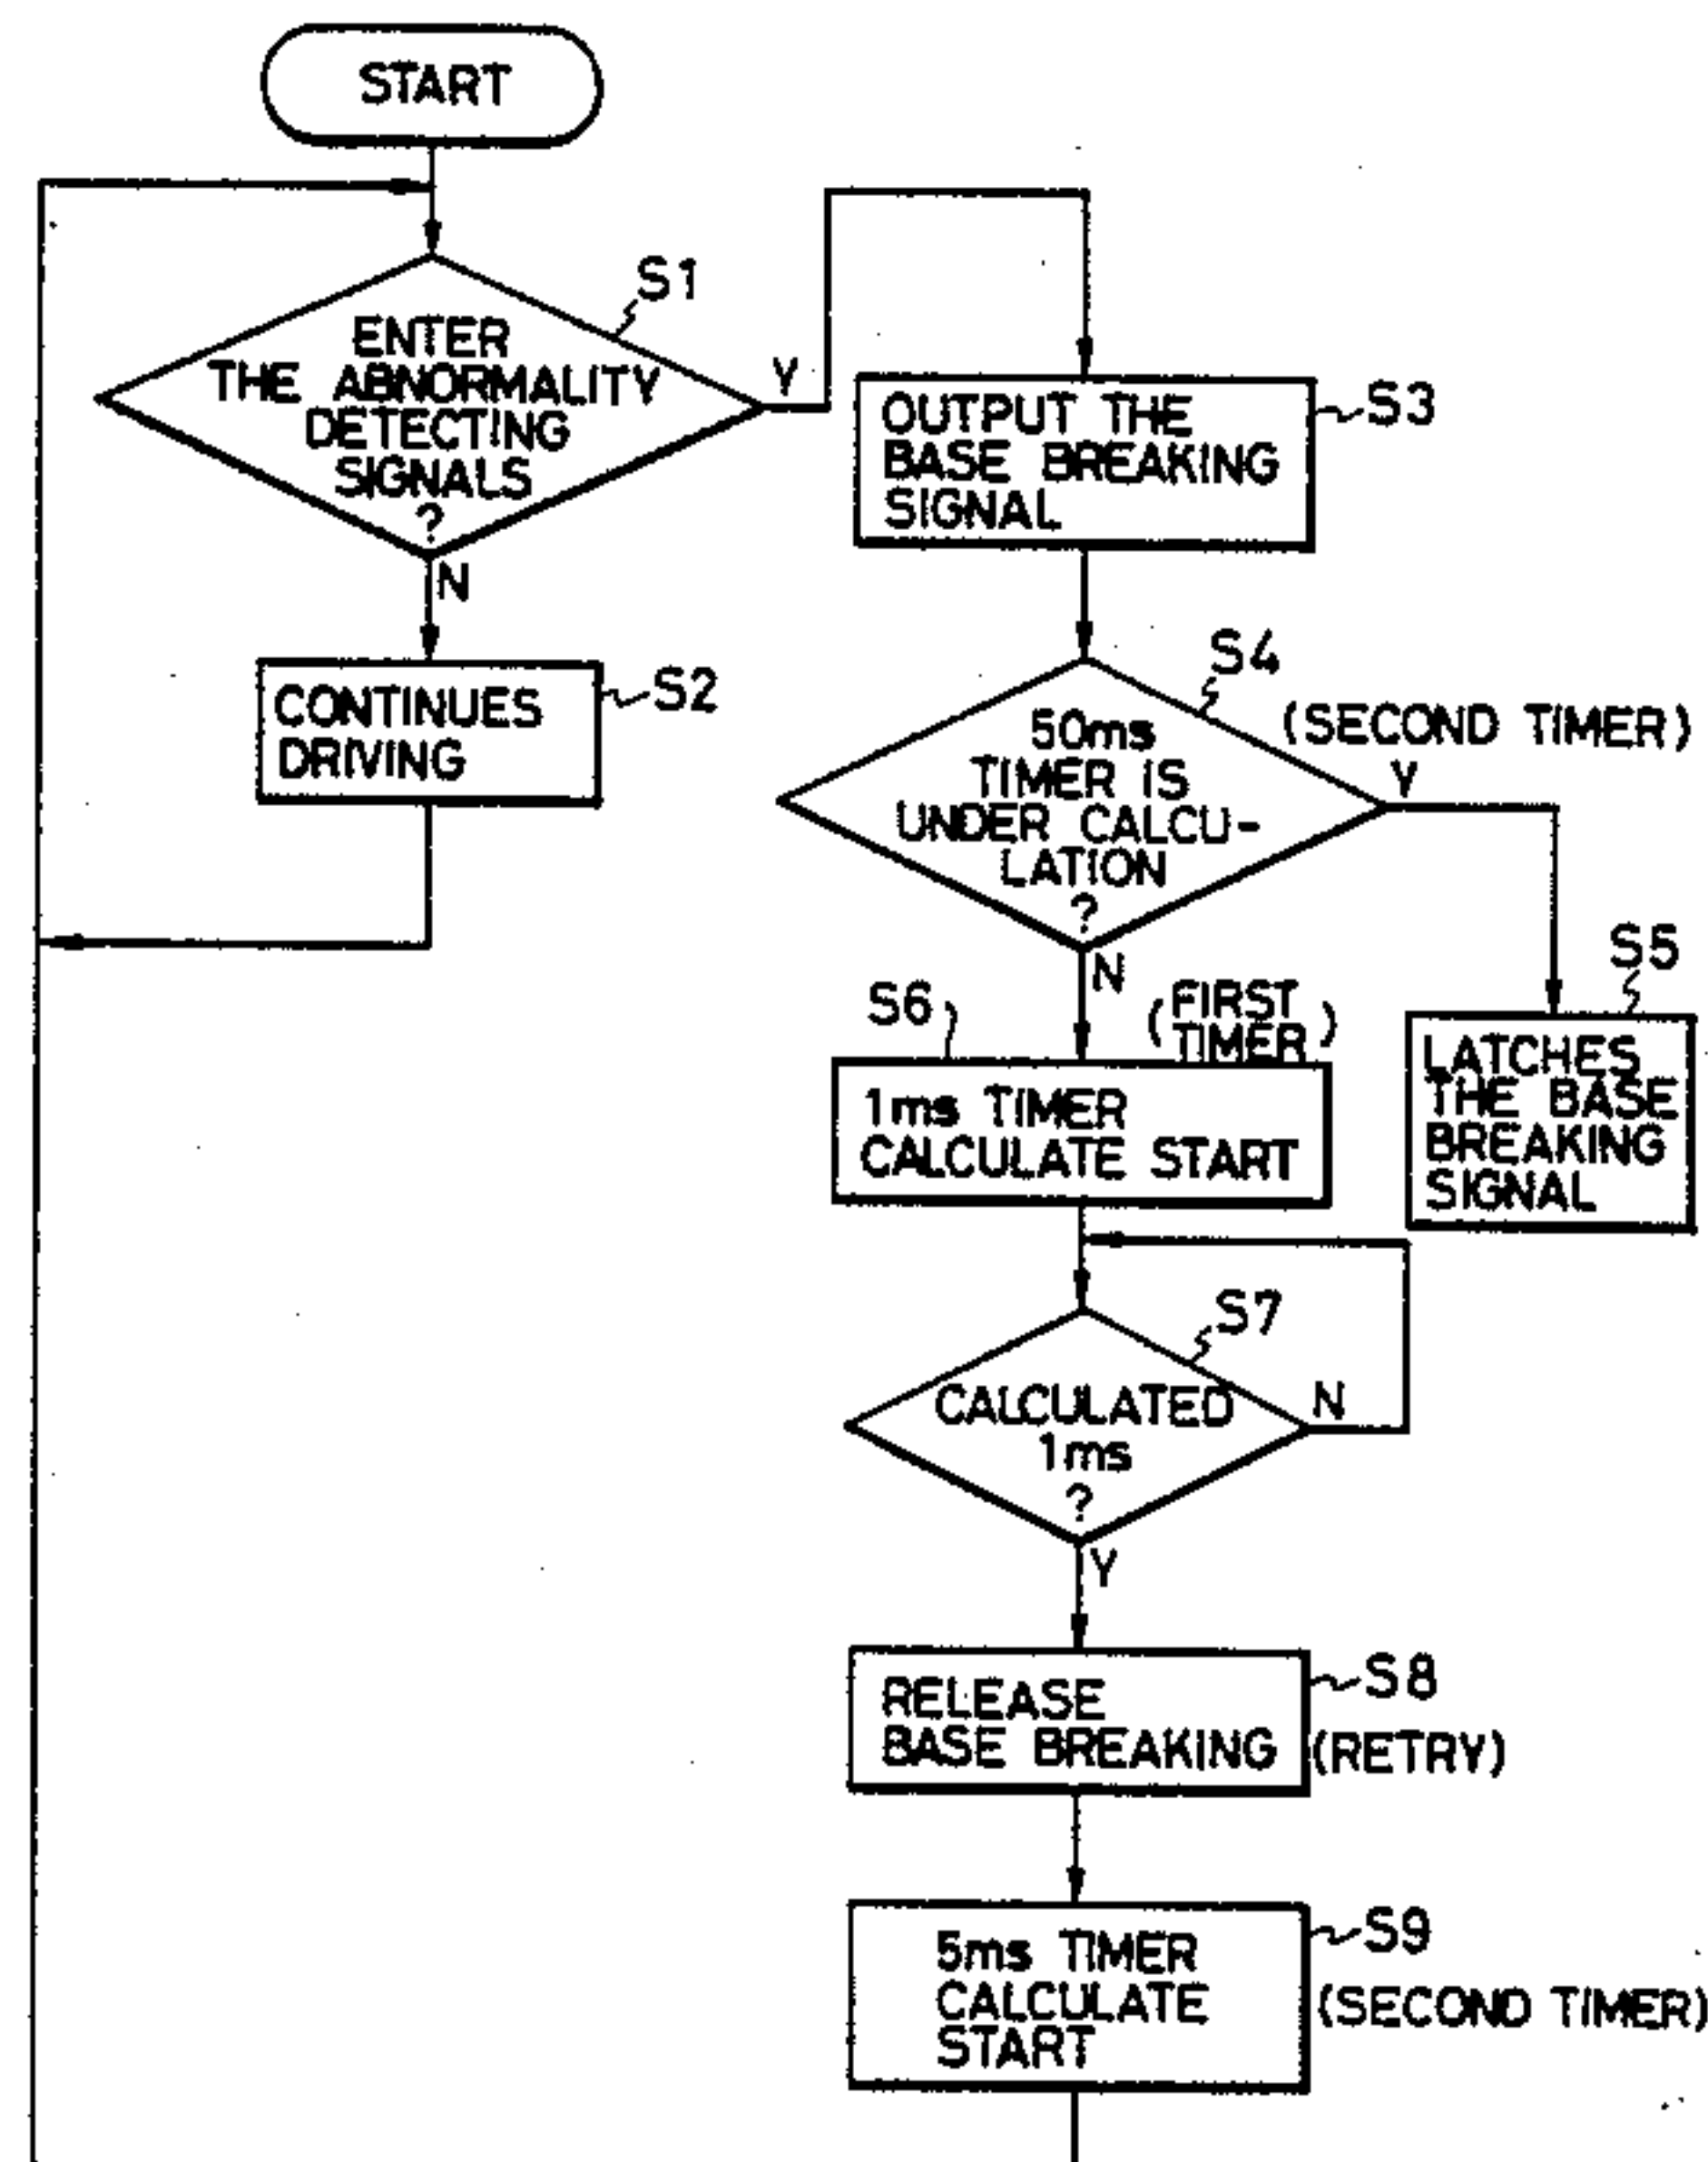 START
S1
ENTER
THE ABNORMALITY
DETECTING
SIGNALS
?
Y
N
CONTINUES
DRIVING
S2
OUTPUT THE
BASE BREAKING
SIGNAL
S3
S4
(SECOND TIMER)
50ms
TIMER IS
UNDER CALCU-
LATION
?
Y
N
S5
LATCHES
THE BASE
BREAKING
SIGNAL
S6
(FIRST
TIMER)
1ms TIMER
CALCULATE START
S7
CALCULATED
1ms
?
N
Y
RELEASE
BASE BREAKING
S8
(RETRY)
5ms TIMER
CALCULATE
START
S9
(SECOND TIMER)